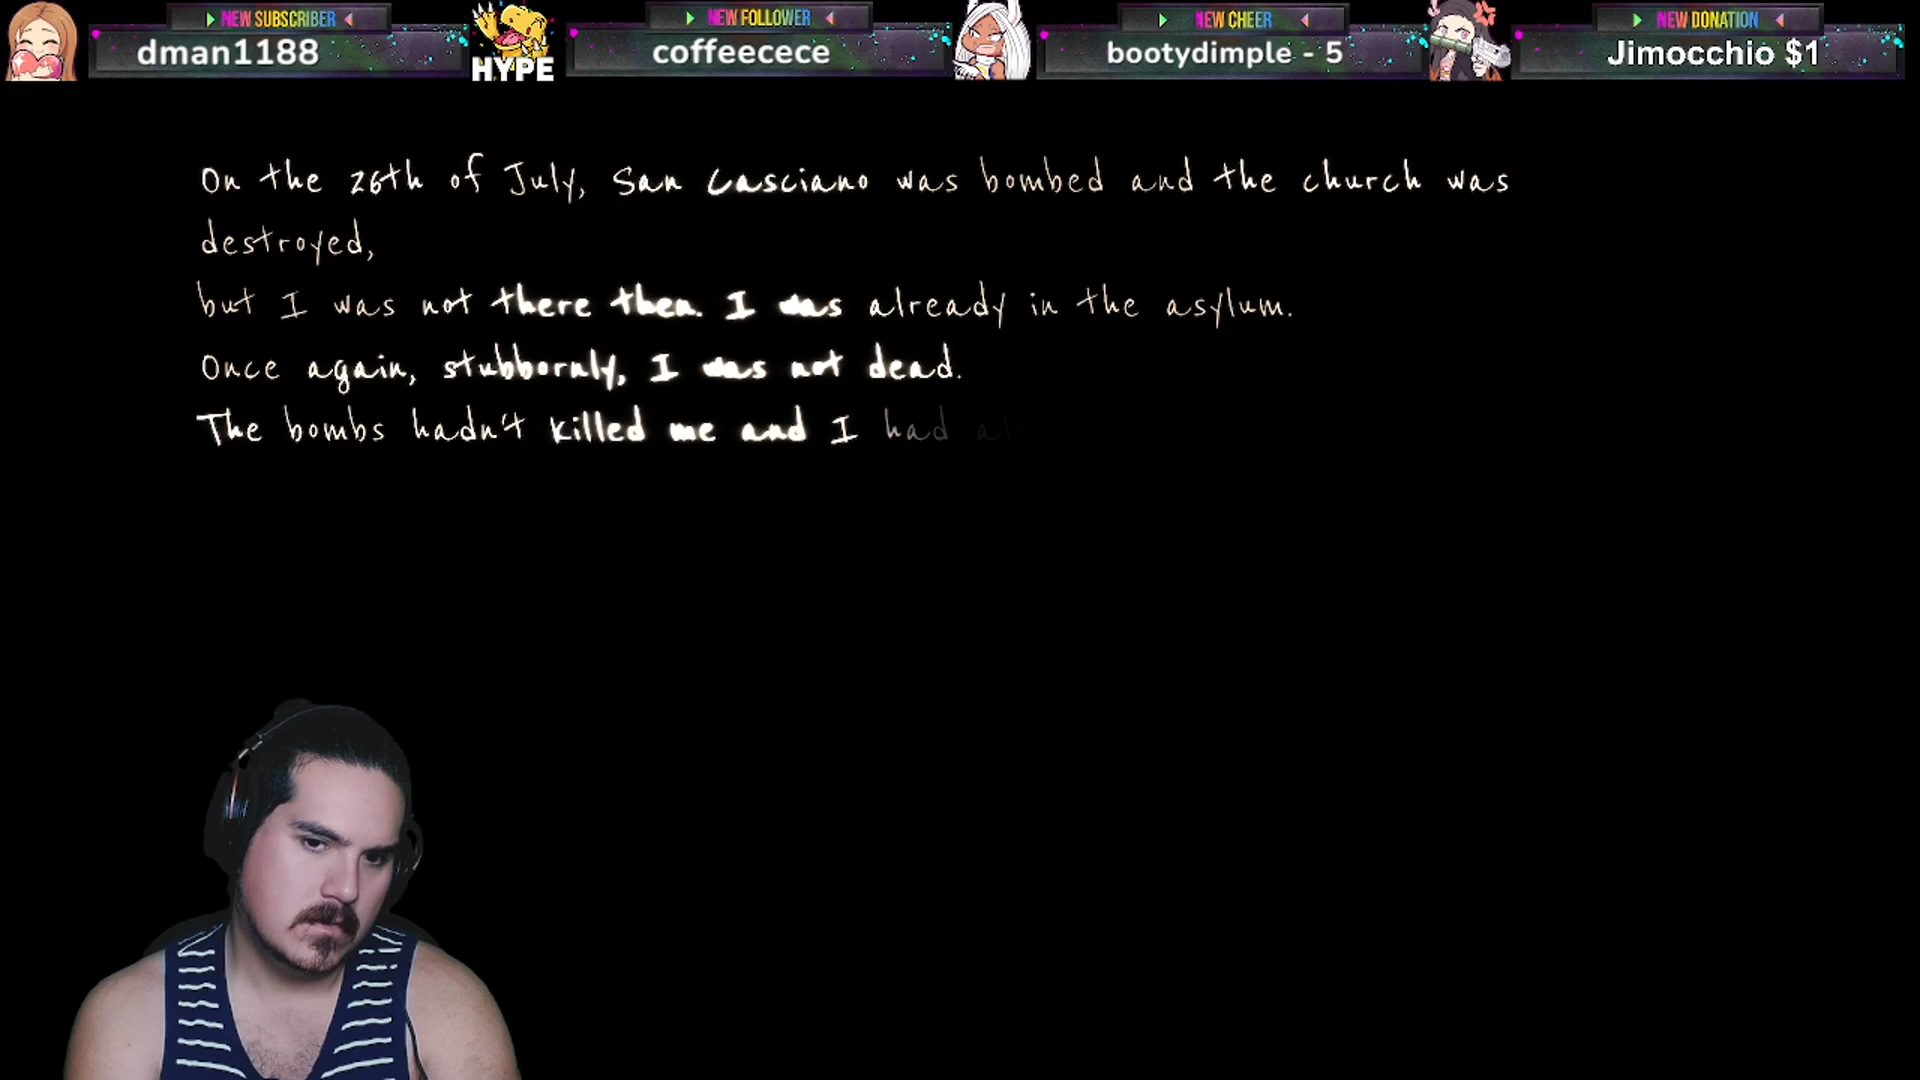 NEW SUBSCRIBER
dman1188
HYPE
NEW FOLLOWER
coffeecece
NEW CHEER
bootydimple - 5
NEW DONATION
Jimocchio $1
On the 26th of July, San Casciano was bombed and the church was
destroyed,
but I was not there then. I was already in the asylum.
Once again, stubbornly, I was not dead.
The bombs hadn't killed me and I had